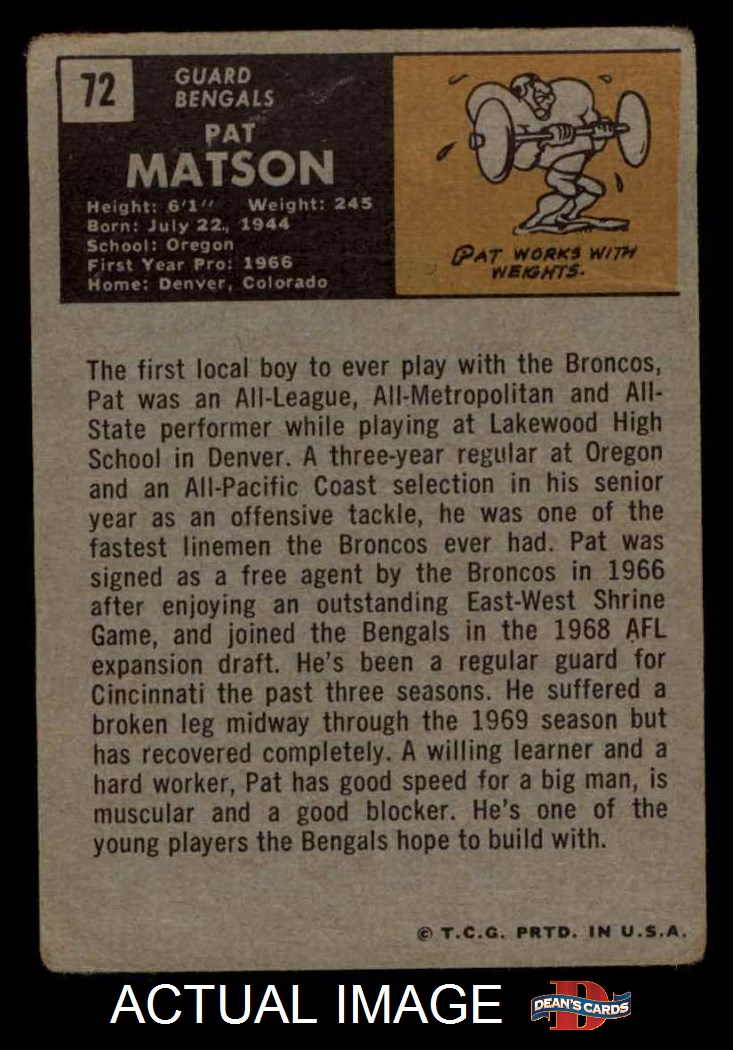 72
GUARD
BENGALS
PAT
MATSON
Height: 6'1" Weight: 245
Born: July 22, 1944
School: Oregon
First Year Pro: 1966
Home: Denver, Colorado
PAT WORKS WITH
WEIGHTS.
The first local boy to ever play with the Broncos,
Pat was an All-League, All-Metropolitan and All-
State performer while playing at Lakewood High
School in Denver. A three-year regular at Oregon
and an All-Pacific Coast selection in his senior
year as an offensive tackle, he was one of the
fastest linemen the Broncos ever had. Pat was
signed as a free agent by the Broncos in 1966
after enjoying an outstanding East-West Shrine
Game, and joined the Bengals in the 1968 AFL
expansion draft. He's been a regular guard for
Cincinnati the past three seasons. He suffered a
broken leg midway through the 1969 season but
has recovered completely. A willing learner and a
hard worker, Pat has good speed for a big man, is
muscular and a good blocker. He's one of the
young players the Bengals hope to build with.
© T.C.G. PRTD. IN U.S.A.
ACTUAL IMAGE
D
DEAN'S CARDS